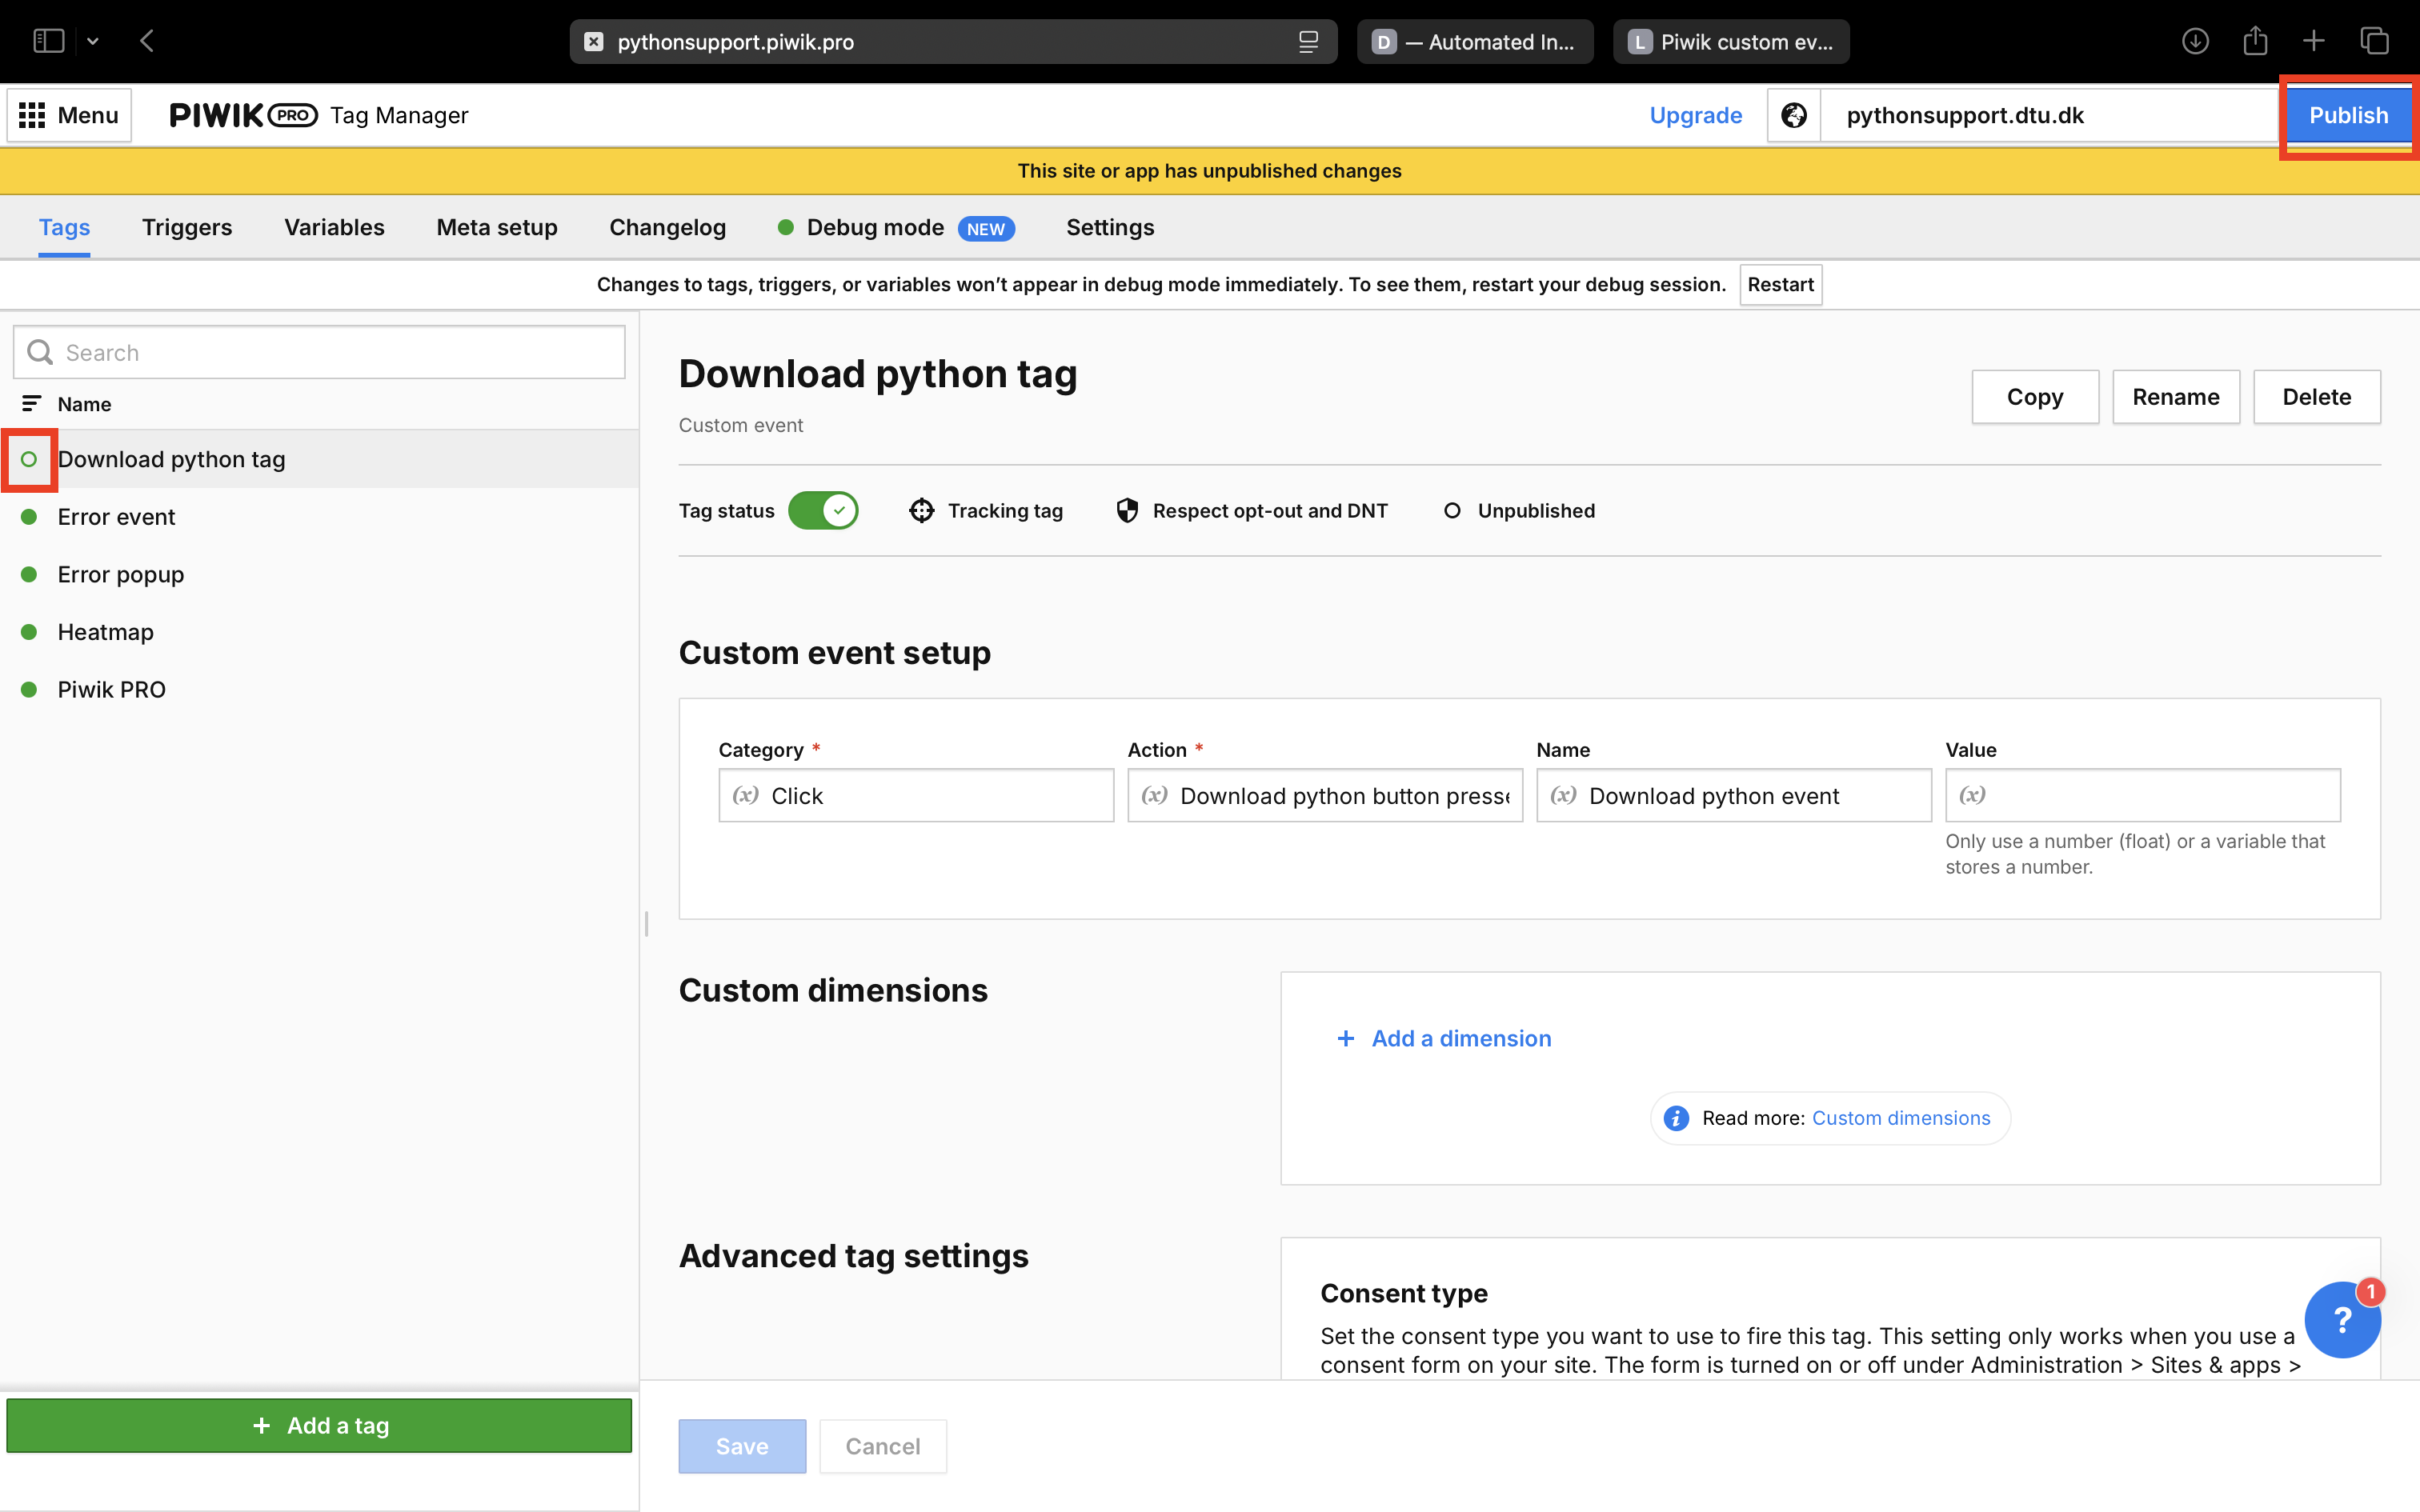 pythonsupport.piwik.pro
D — Automated In...
L Piwik custom ev...
Menu
PIWIK PRO Tag Manager
Upgrade
pythonsupport.dtu.dk
Publish
This site or app has unpublished changes
Tags
Triggers
Variables
Meta setup
Changelog
Debug mode NEW
Settings
Changes to tags, triggers, or variables won’t appear in debug mode immediately. To see them, restart your debug session.
Restart
Search
Name
Download python tag
Error event
Error popup
Heatmap
Piwik PRO
Add a tag
Download python tag
Custom event
Copy
Rename
Delete
Tag status
Tracking tag
Respect opt-out and DNT
Unpublished
Custom event setup
Category *
Action *
Name
Value
(x) Click
(x) Download python button presse
(x) Download python event
(x)
Only use a number (float) or a variable that
stores a number.
Custom dimensions
+ Add a dimension
Read more: Custom dimensions
Advanced tag settings
Consent type
Set the consent type you want to use to fire this tag. This setting only works when you use a
consent form on your site. The form is turned on or off under Administration > Sites & apps >
1
?
Save
Cancel